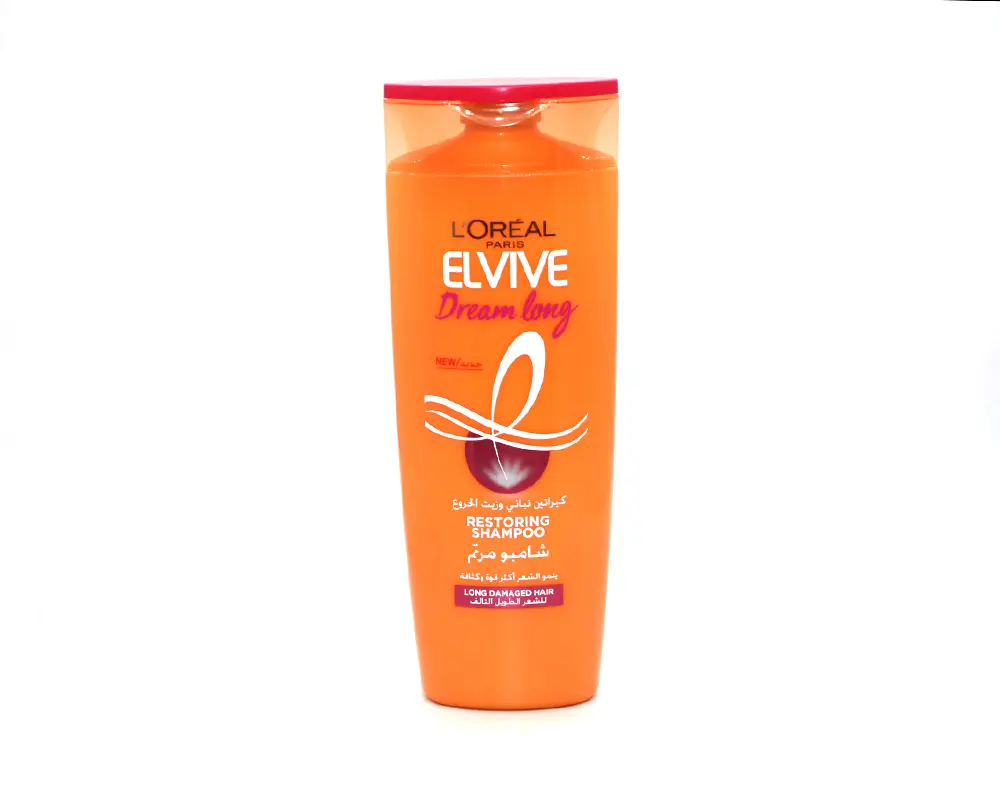 L'ORÉAL
PARIS
ELVIVE
Dream long
NEW/جديد
كيراتين نباتي وزيت الخروع
RESTORING
SHAMPOO
شامبو مرمّم
ينمو الشعر أكثر قوة وكثافة
LONG DAMAGED HAIR
للشعر الطويل التالف